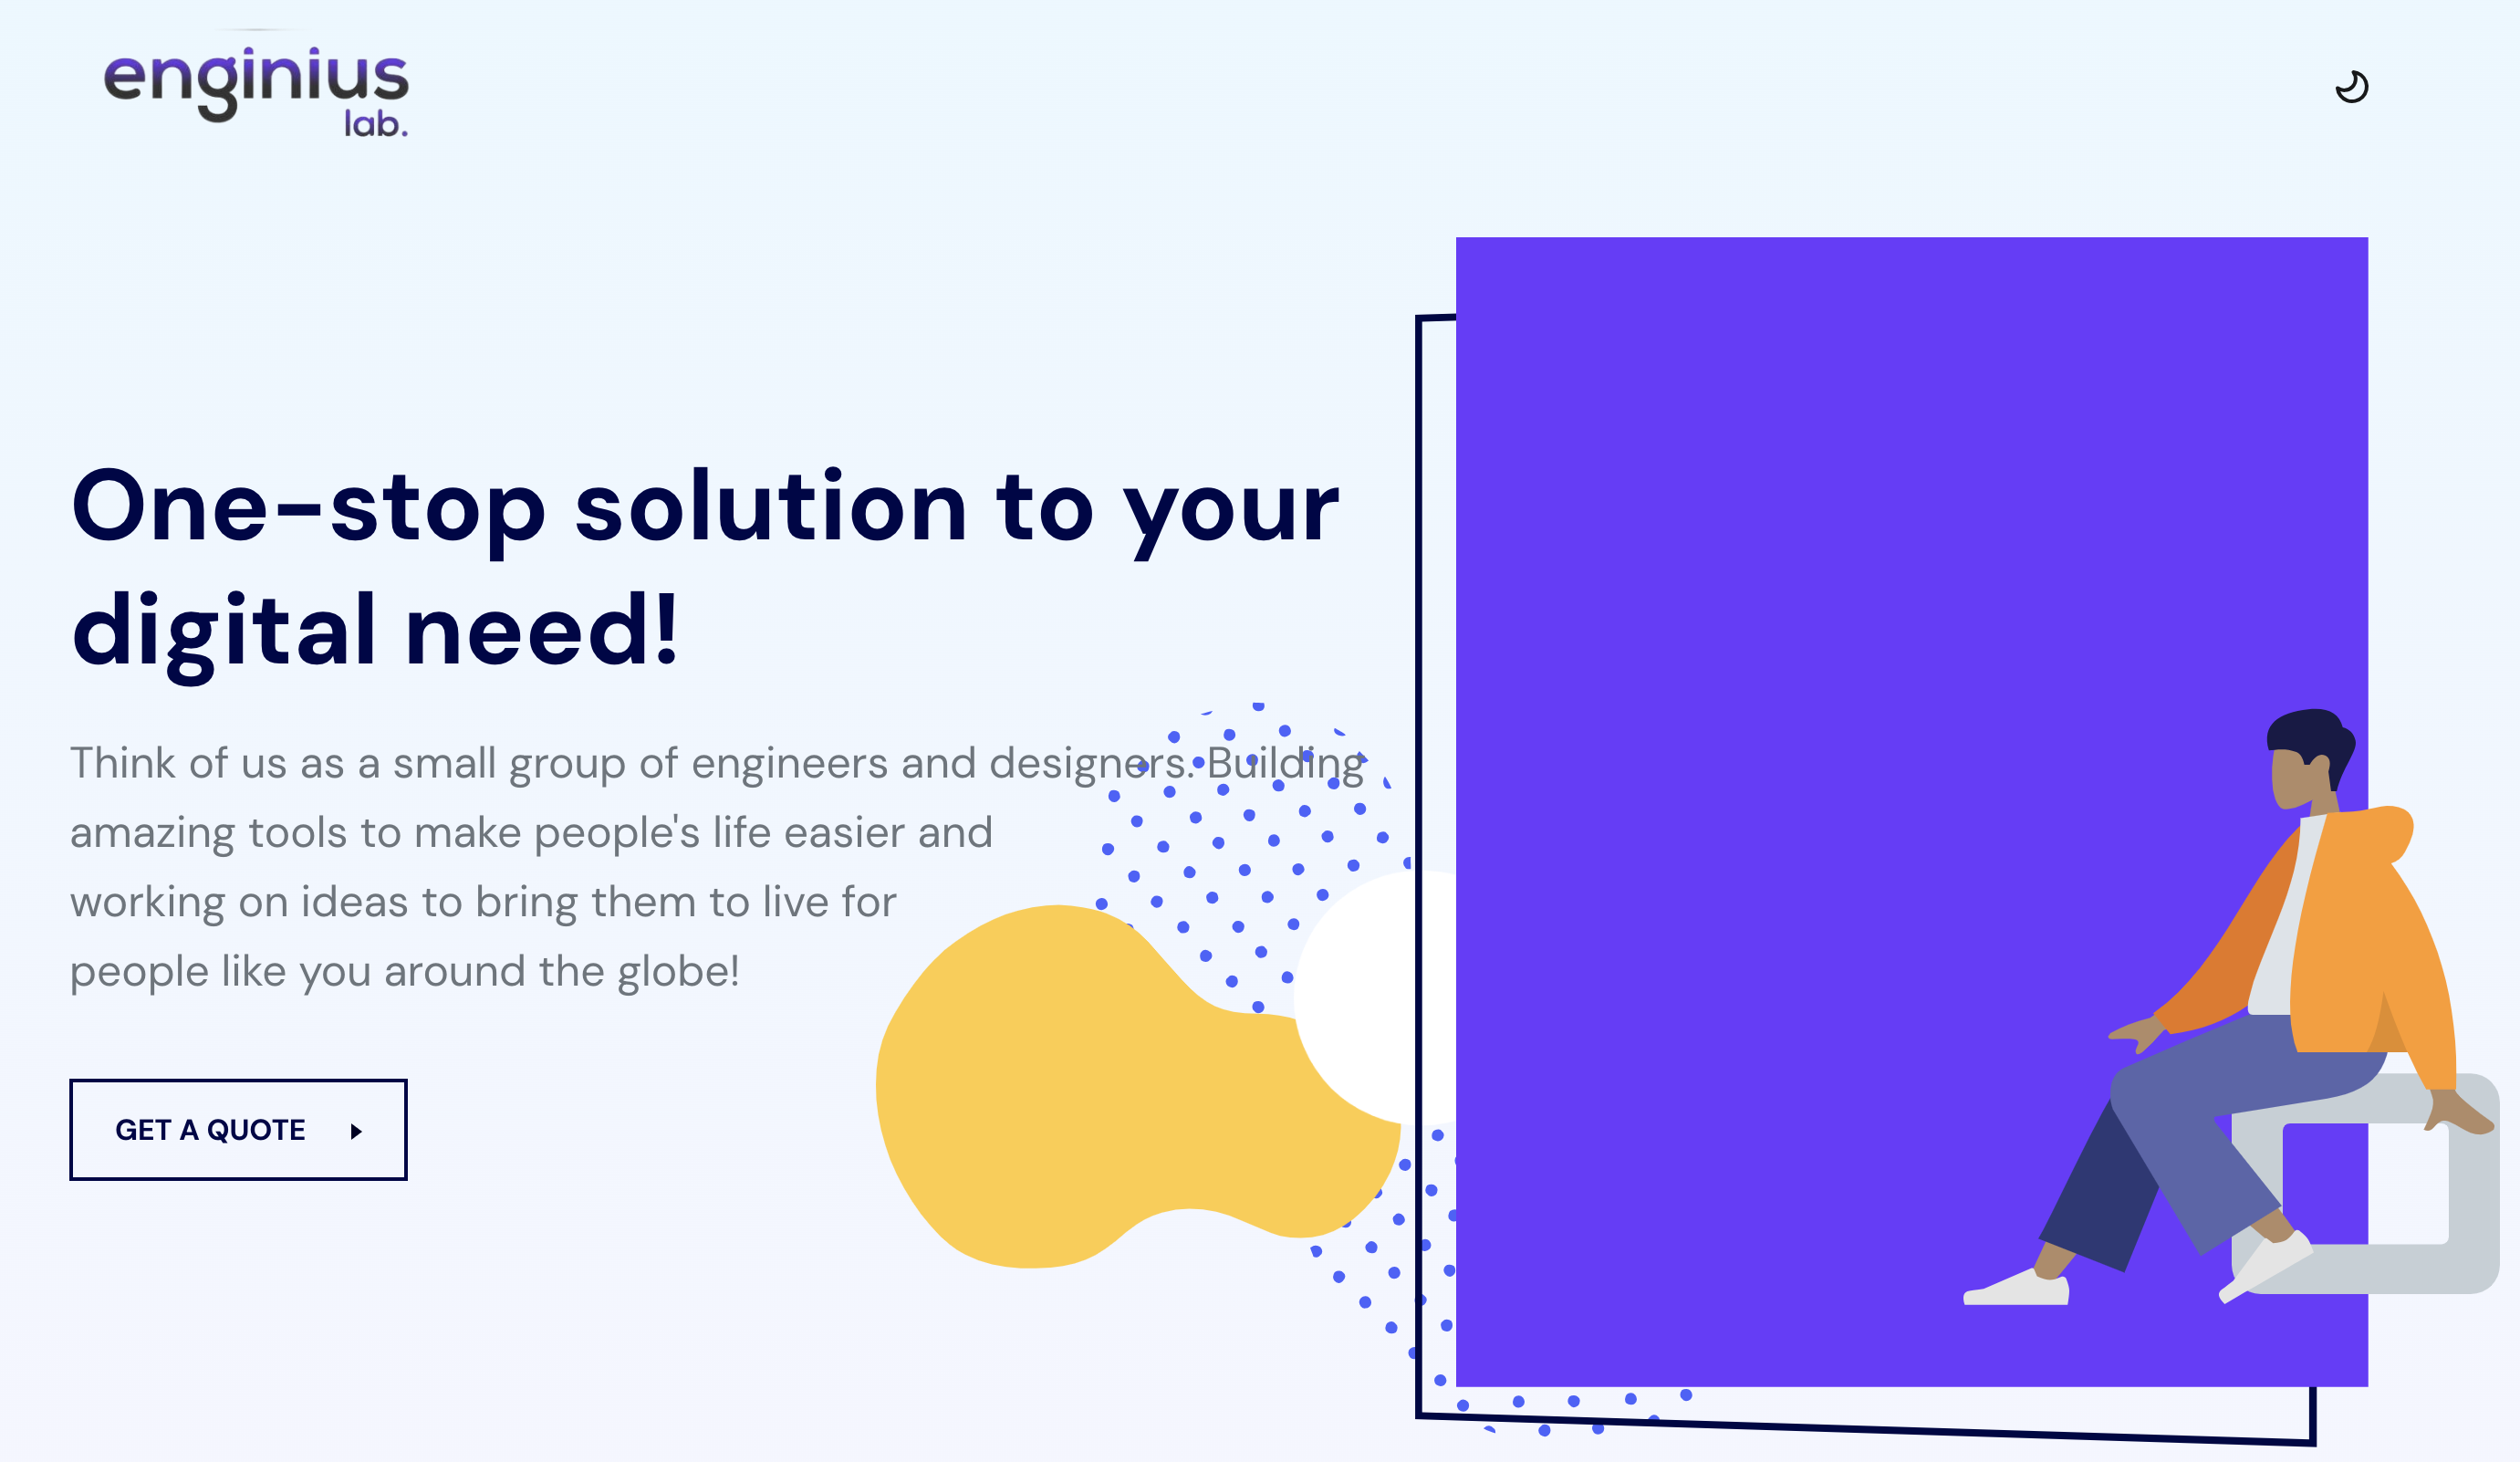 enginius
lab.
One-stop solution to your
digital need!
Think of us as a small group of engineers and designers. Building
amazing tools to make people's life easier and
working on ideas to bring them to live for
people like you around the globe!
GET A QUOTE